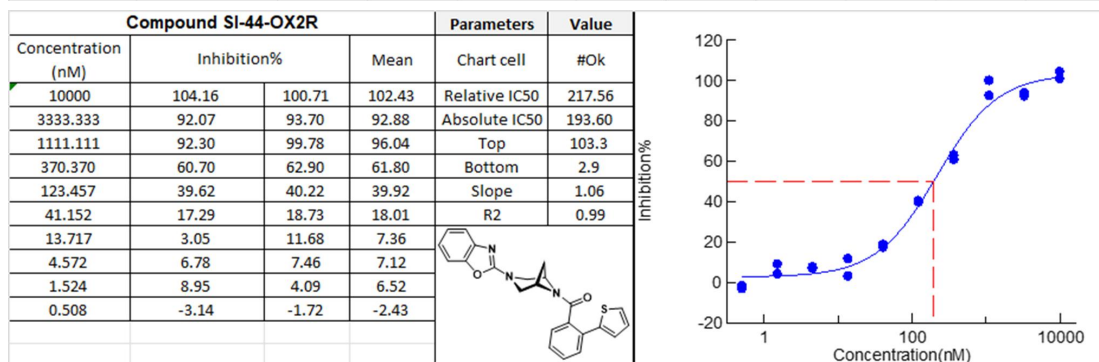 Compound SI-44-OX2R Parameters Value
Concentration (nM) Inhibition% Mean Chart cell #Ok
10000 104.16 100.71 102.43 Relative IC50 217.56
3333.333 92.07 93.70 92.88 Absolute IC50 193.60
1111.111 92.30 99.78 96.04 Top 103.3
370.370 60.70 62.90 61.80 Bottom 2.9
123.457 39.62 40.22 39.92 Slope 1.06
41.152 17.29 18.73 18.01 R2 0.99
13.717 3.05 11.68 7.36
4.572 6.78 7.46 7.12
1.524 8.95 4.09 6.52
0.508 -3.14 -1.72 -2.43
N
O
N
N
O
S
Inhibition%
120
100
80
60
40
20
0
-20
1 100 10000
Concentration(nM)